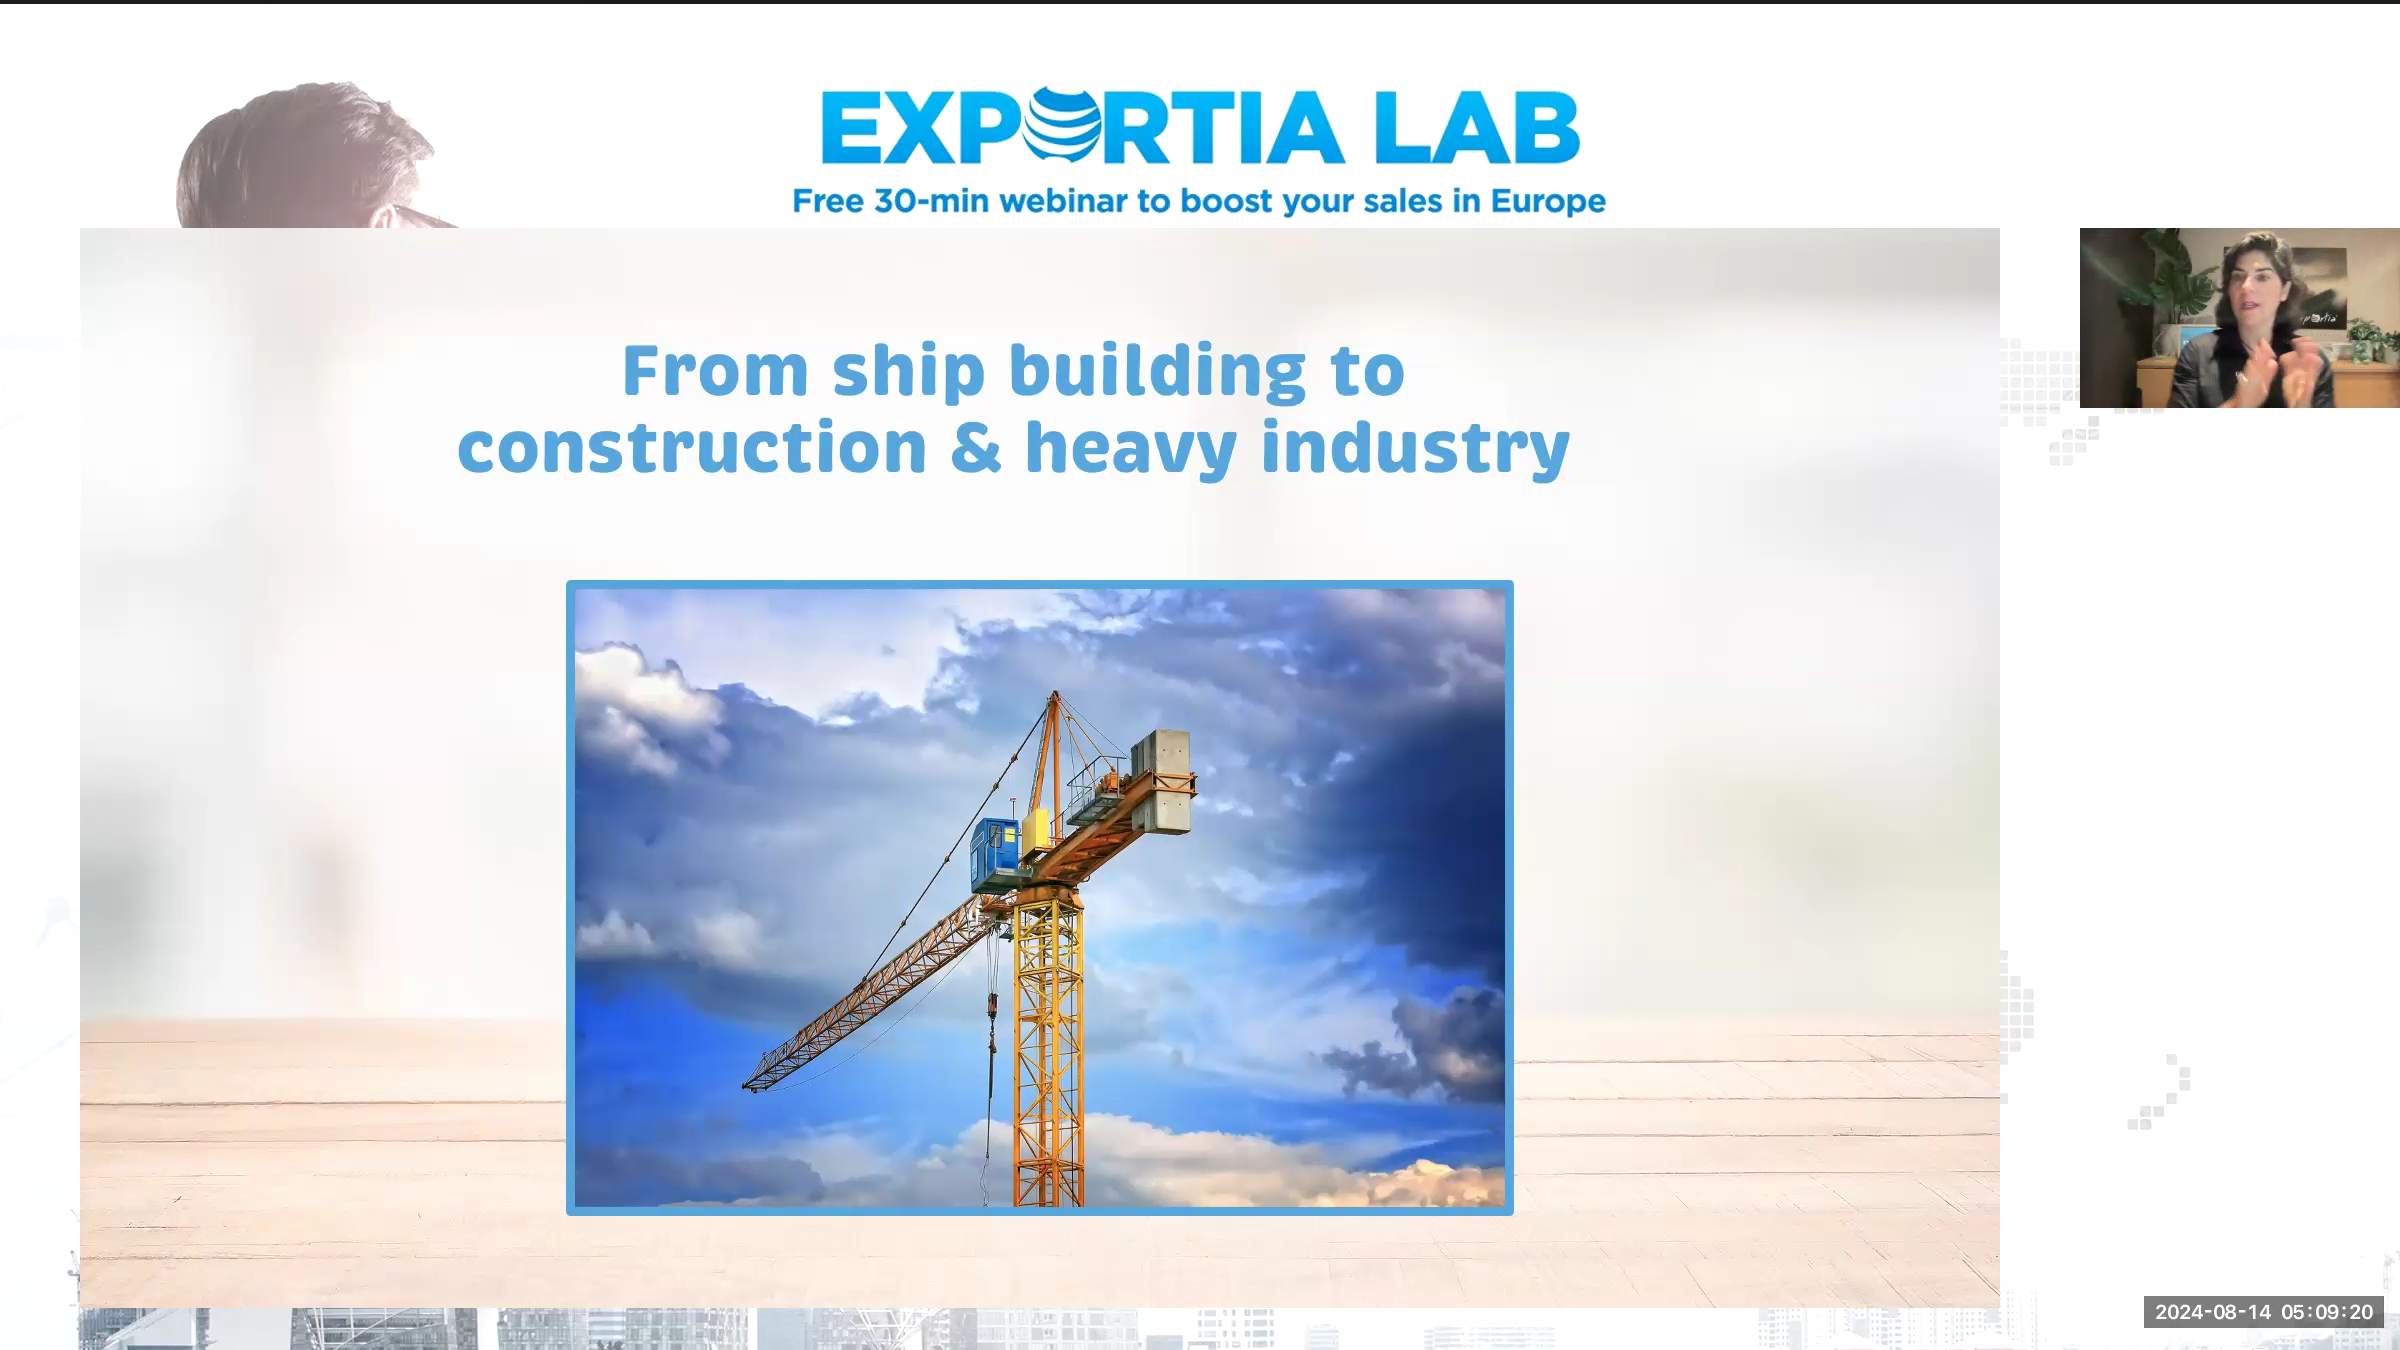 EXPORTIA LAB
Free 30-min webinar to boost your sales in Europe
From ship building to
construction & heavy industry
2024-08-14 05:09:20